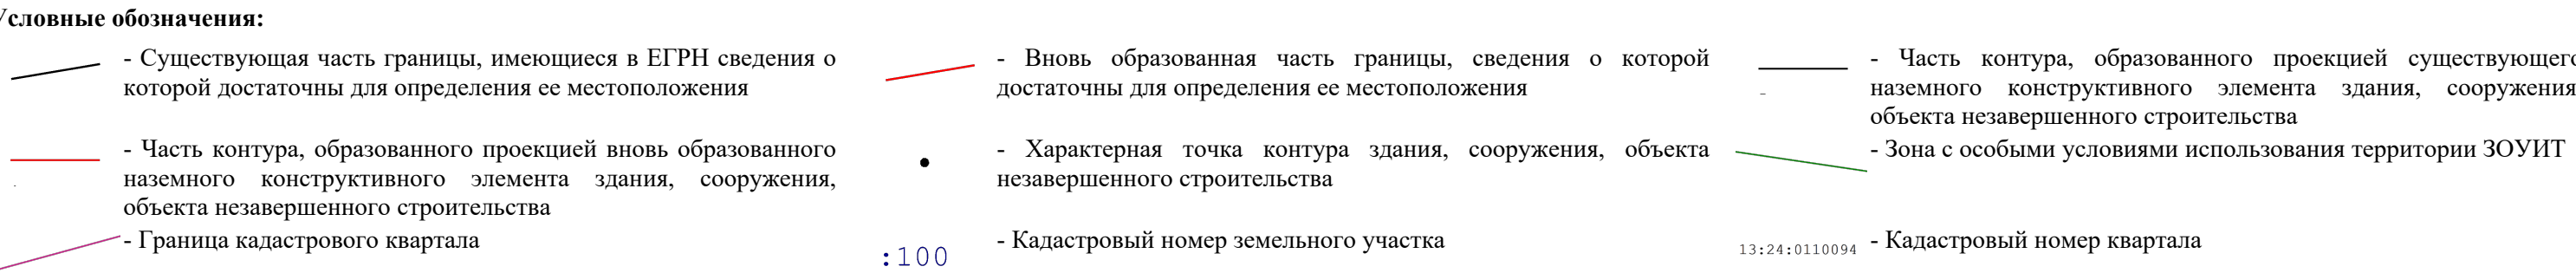 Условные обозначения:
- Существующая часть границы, имеющиеся в ЕГРН сведения о
которой достаточны для определения ее местоположения
- Вновь образованная часть границы, сведения о которой
достаточны для определения ее местоположения
- Часть контура, образованного проекцией существующего
наземного конструктивного элемента здания, сооружения
объекта незавершенного строительства
- Часть контура, образованного проекцией вновь образованного
наземного конструктивного элемента здания, сооружения,
объекта незавершенного строительства
- Характерная точка контура здания, сооружения, объекта
незавершенного строительства
- Зона с особыми условиями использования территории ЗОУИТ
- Граница кадастрового квартала
:100
- Кадастровый номер земельного участка
13:24:0110094
- Кадастровый номер квартала